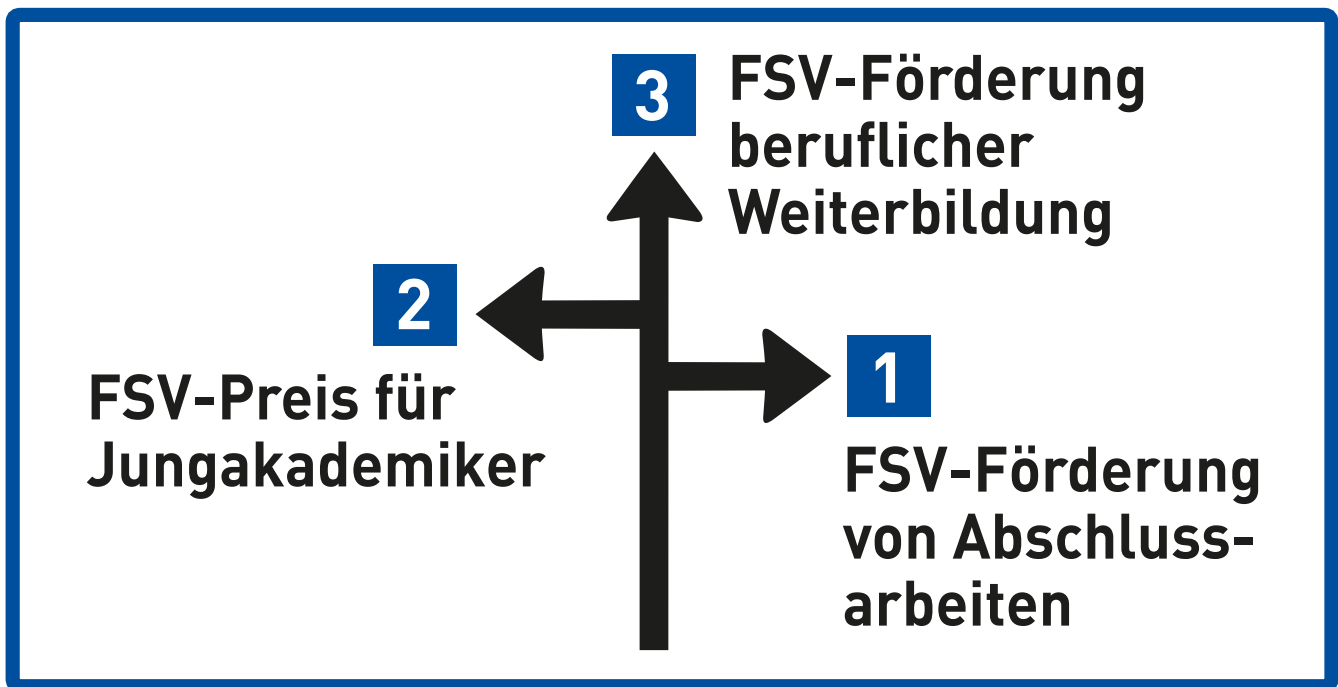 3
FSV-Förderung
beruflicher
Weiterbildung
2
FSV-Preis für
Jungakademiker
1
FSV-Förderung
von Abschluss-
arbeiten